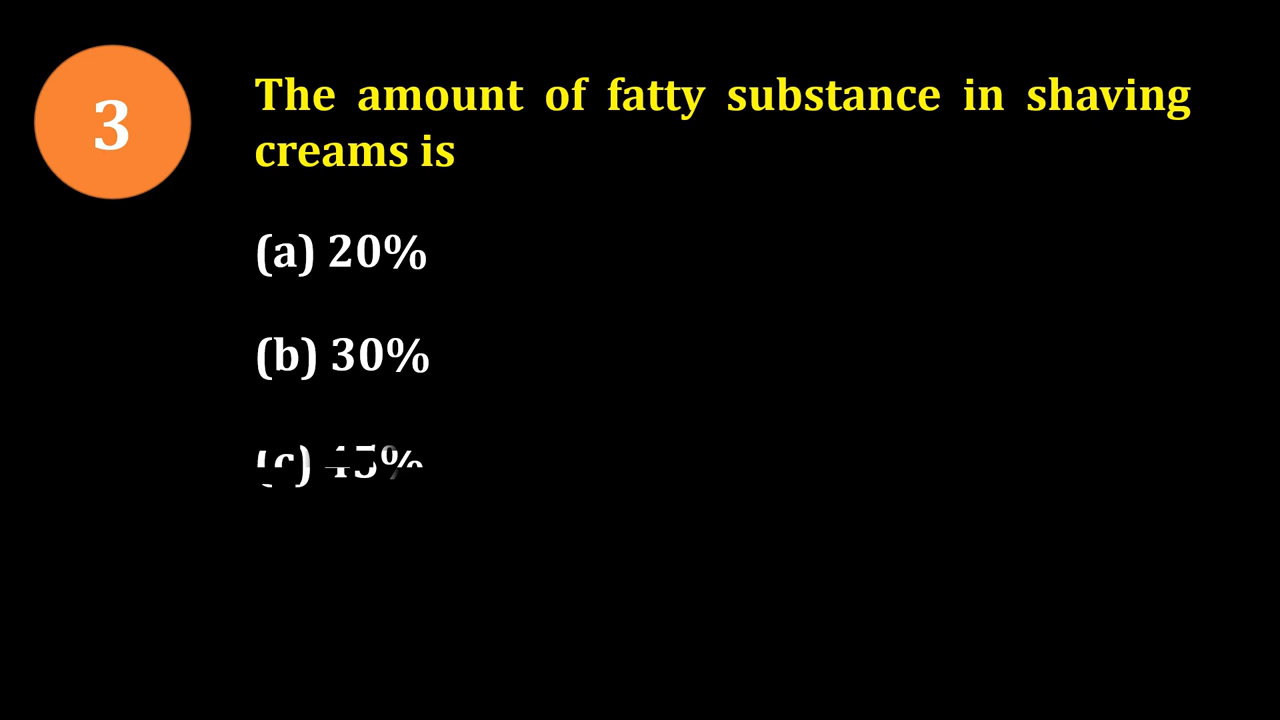 3
The amount of fatty substance in shaving
creams is
(a) 20%
(b) 30%
(c)